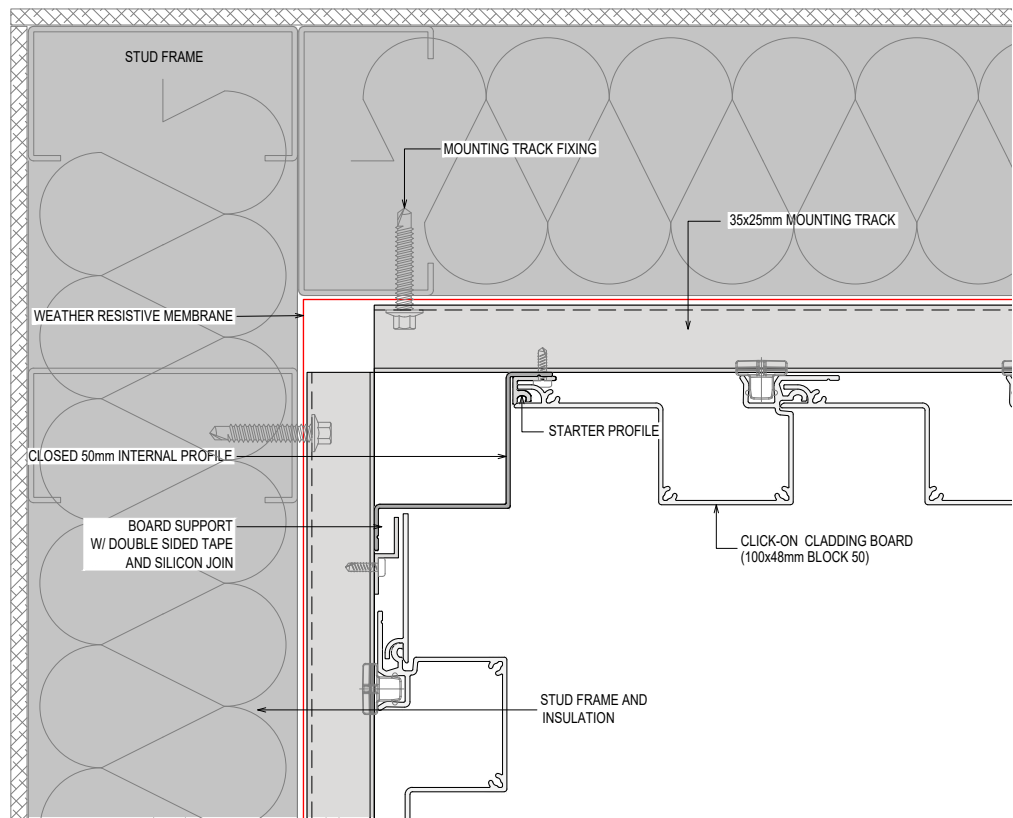 STUD FRAME
MOUNTING TRACK FIXING
35x25mm MOUNTING TRACK
WEATHER RESISTIVE MEMBRANE
STARTER PROFILE
CLOSED 50mm INTERNAL PROFILE
BOARD SUPPORT
W/ DOUBLE SIDED TAPE
AND SILICON JOIN
CLICK-ON CLADDING BOARD
(100x48mm BLOCK 50)
STUD FRAME AND
INSULATION